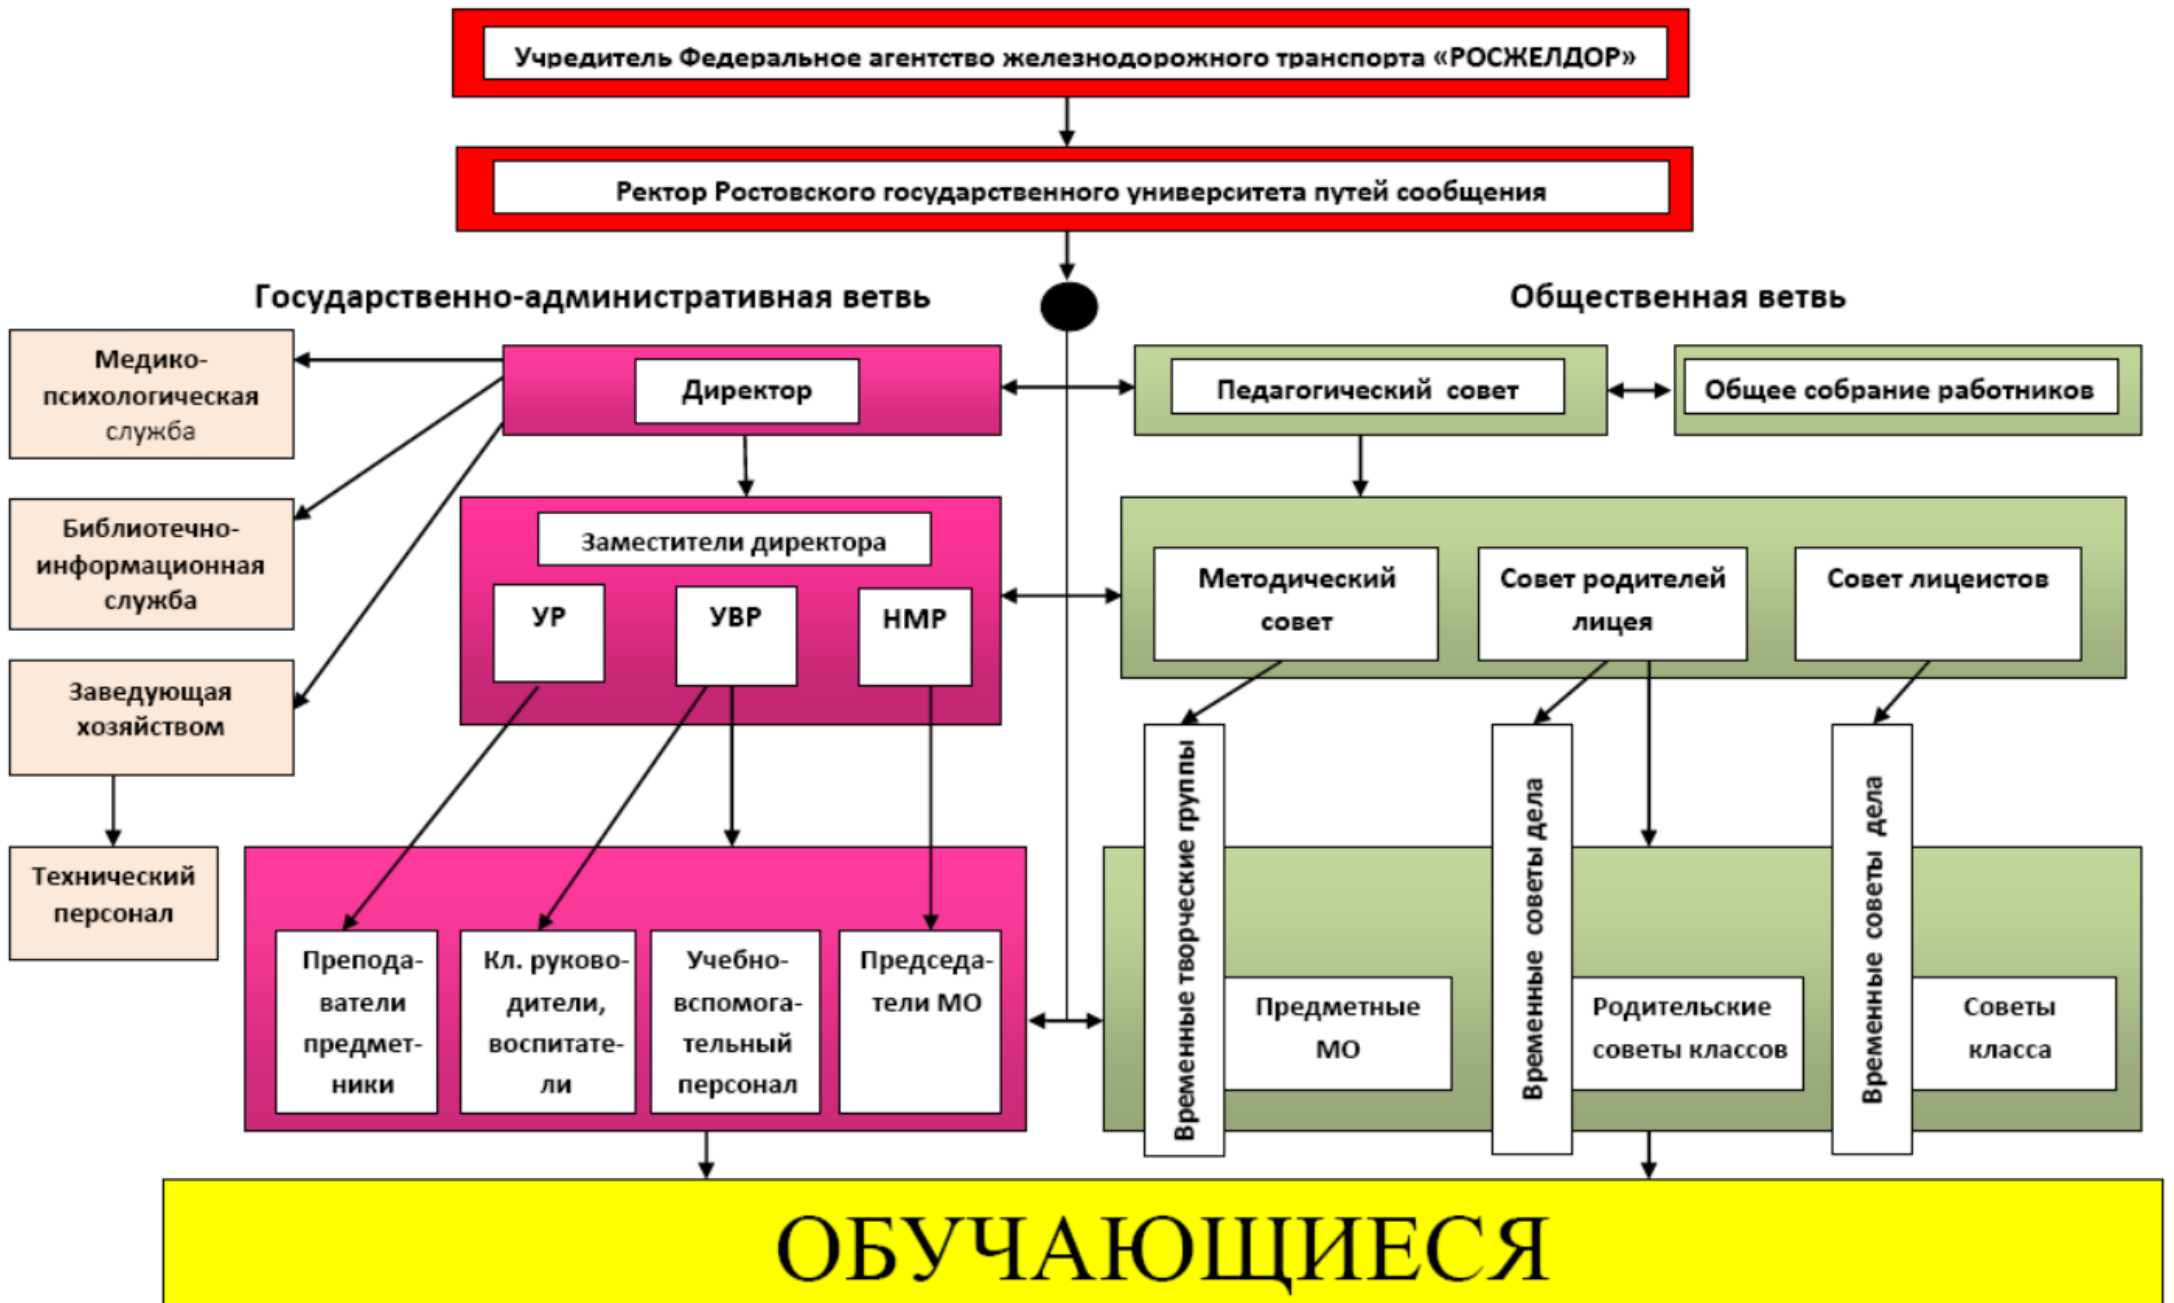 Учредитель Федеральное агентство железнодорожного транспорта «РОСЖЕЛДОР»
Ректор Ростовского государственного университета путей сообщения
Государственно-административная ветвь
Общественная ветвь
Медико-
психологическая
служба
Директор
Педагогический совет
Общее собрание работников
Библиотечно-
информационная
служба
Заместители директора
УР
УВР
НМР
Методический
совет
Совет родителей
лицея
Совет лицеистов
Заведующая
хозяйством
Технический
персонал
Препода-
ватели
предмет-
ники
Кл. руково-
дители,
воспитате-
ли
Учебно-
вспомога-
тельный
персонал
Председа-
тели МО
Временные творческие группы
Предметные
МО
Временные советы дела
Родительские
советы классов
Временные советы дела
Советы
класса
ОБУЧАЮЩИЕСЯ